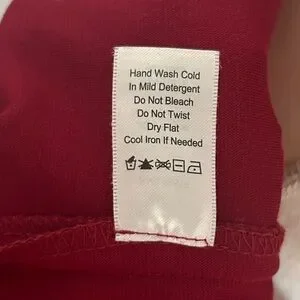 Hand Wash Cold
In Mild Detergent
Do Not Bleach
Do Not Twist
Dry Flat
Cool Iron If Needed